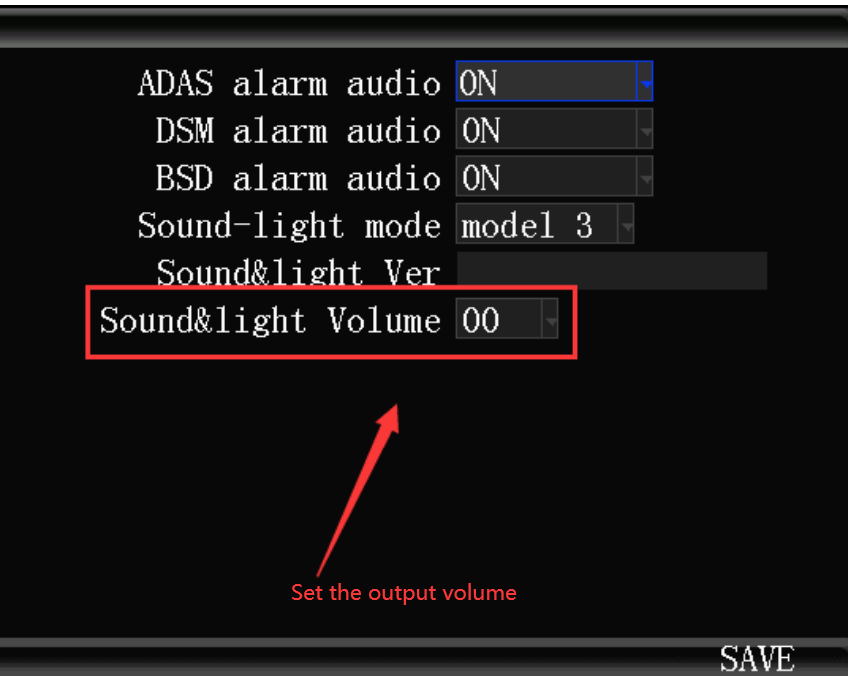 ADAS alarm audio ON
DSM alarm audio ON
BSD alarm audio ON
Sound-light mode model 3
Sound&light Ver
Sound&light Volume 00
Set the output volume
SAVE